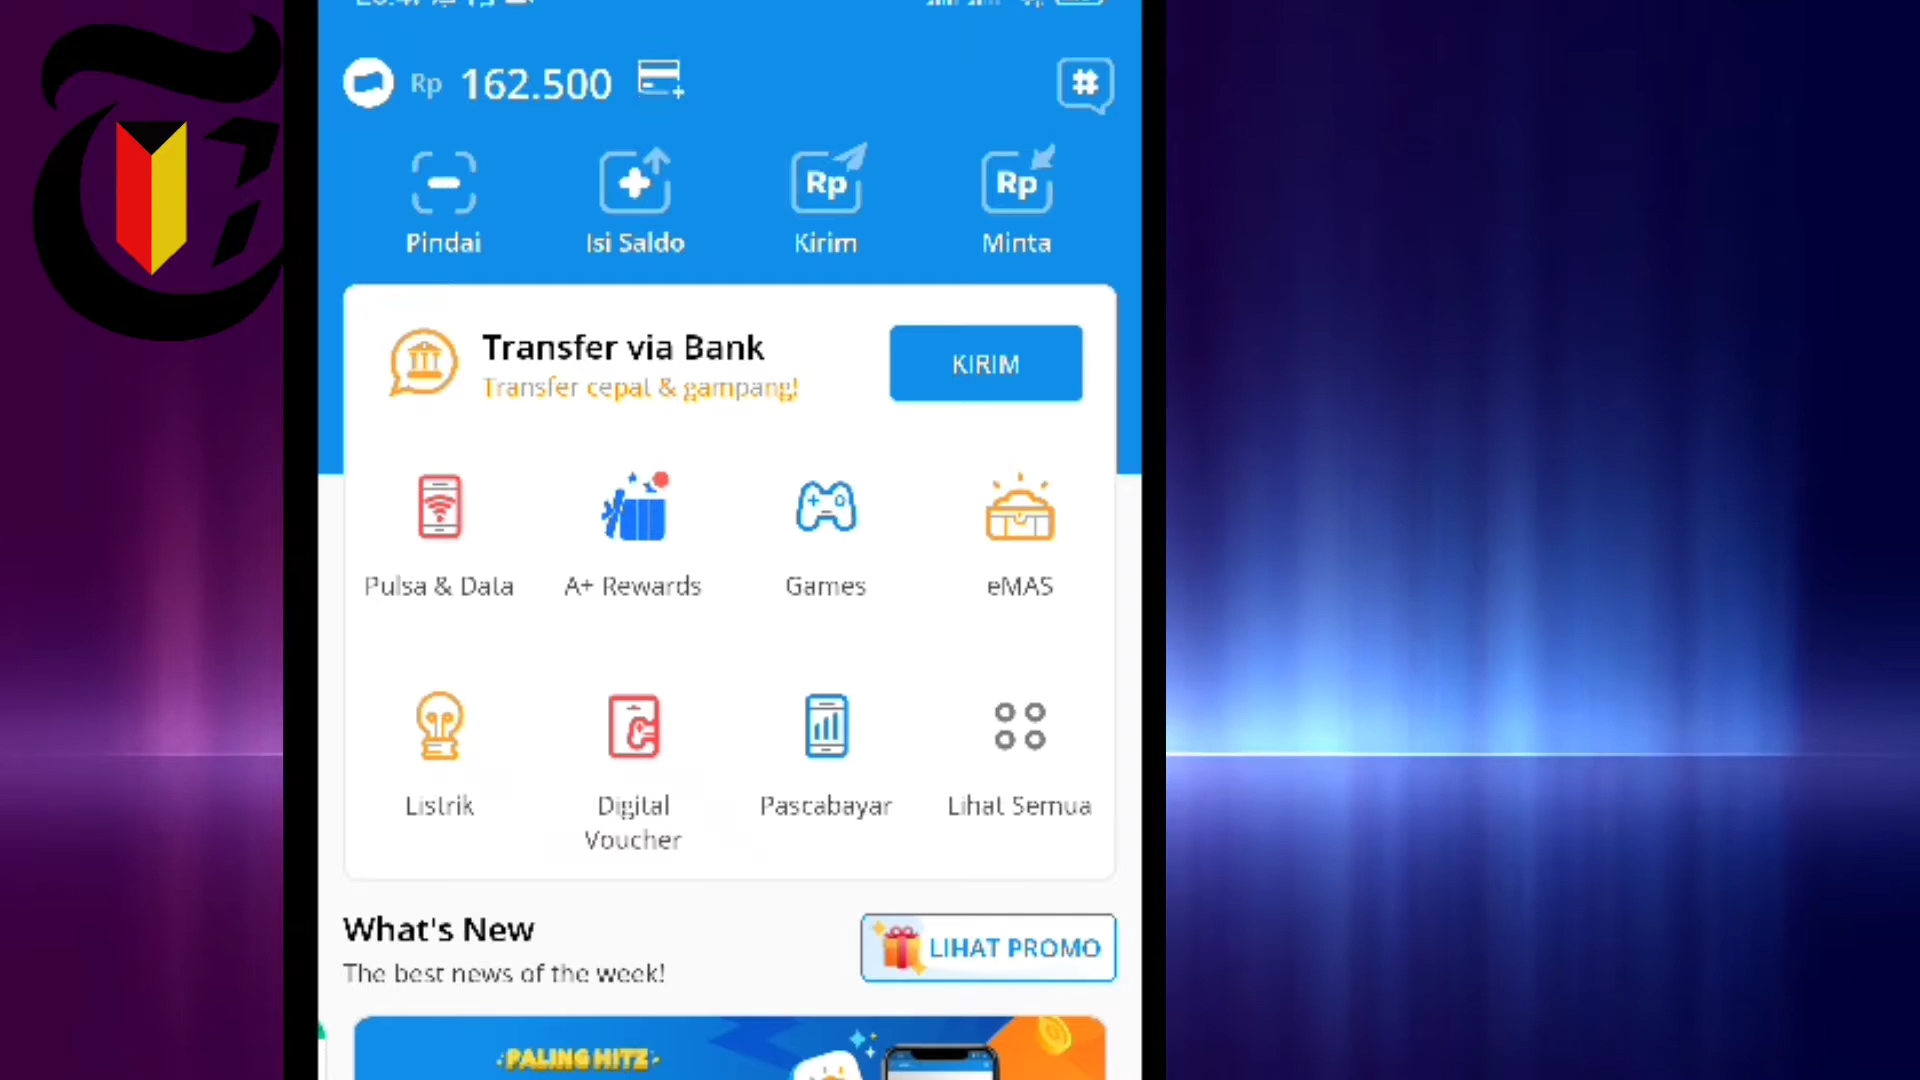 Rp 162.500
Pindai
Isi Saldo
Kirim
Minta
Transfer via Bank
Transfer cepat & gampang!
KIRIM
Pulsa & Data
A+ Rewards
Games
eMAS
Listrik
Digital
Voucher
Pascabayar
Lihat Semua
What's New
The best news of the week!
LIHAT PROMO
PALING HITZ